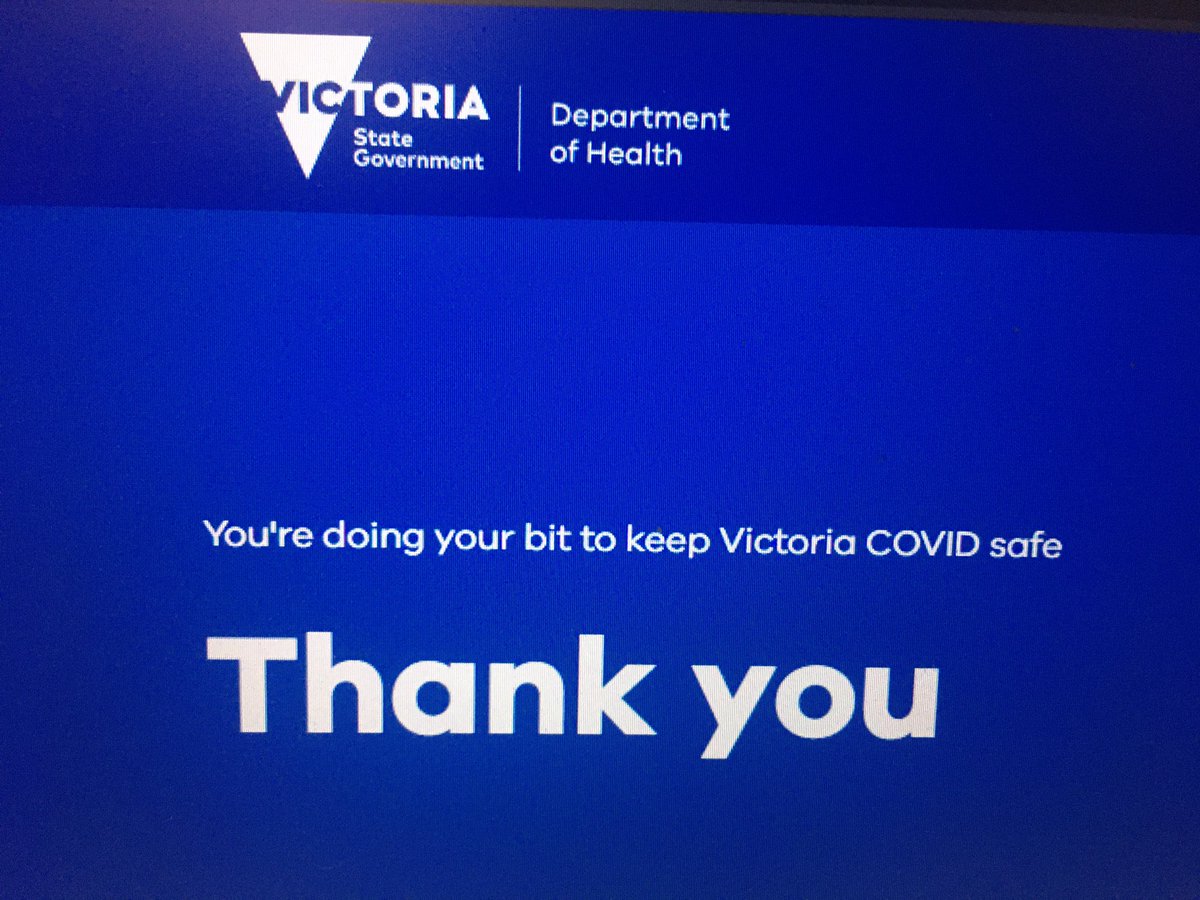 VICTORIA
State
Government
Department
of Health
You're doing your bit to keep Victoria COVID safe
Thank you